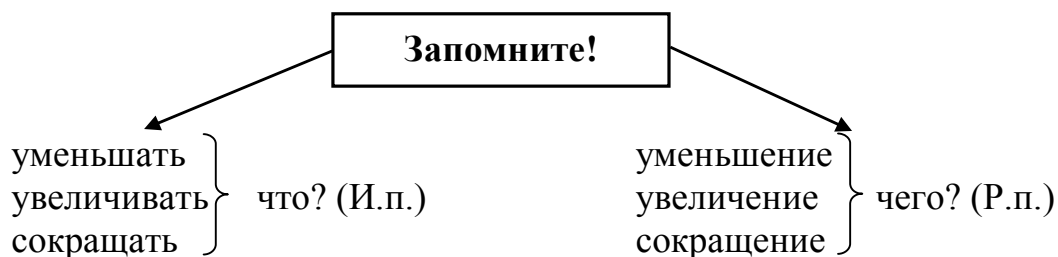 Запомните!
уменьшать
увеличивать
сокращать
что? (И.п.)
уменьшение
увеличение
сокращение
чего? (Р.п.)